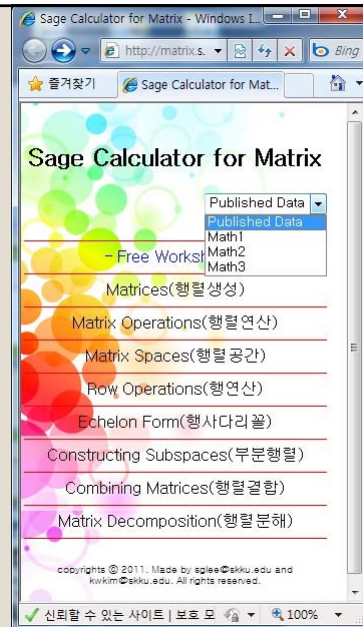 Sage Calculator for Matrix - Windows I...
http://matrix.s.
Bing
즐겨찾기
Sage Calculator for Mat...
Sage Calculator for Matrix
Published Data
Published Data
Math1
Math2
Math3
- Free Worksh
Matrices(행렬생성)
Matrix Operations(행렬연산)
Matrix Spaces(행렬공간)
Row Operations(행연산)
Echelon Form(행사다리꼴)
Constructing Subspaces(부분행렬)
Combining Matrices(행렬결합)
Matrix Decomposition(행렬분해)
copyrights © 2011. Made by sglee@skku.edu and
kwkim@skku.edu. All rights reserved.
신뢰할 수 있는 사이트 | 보호 모
100%